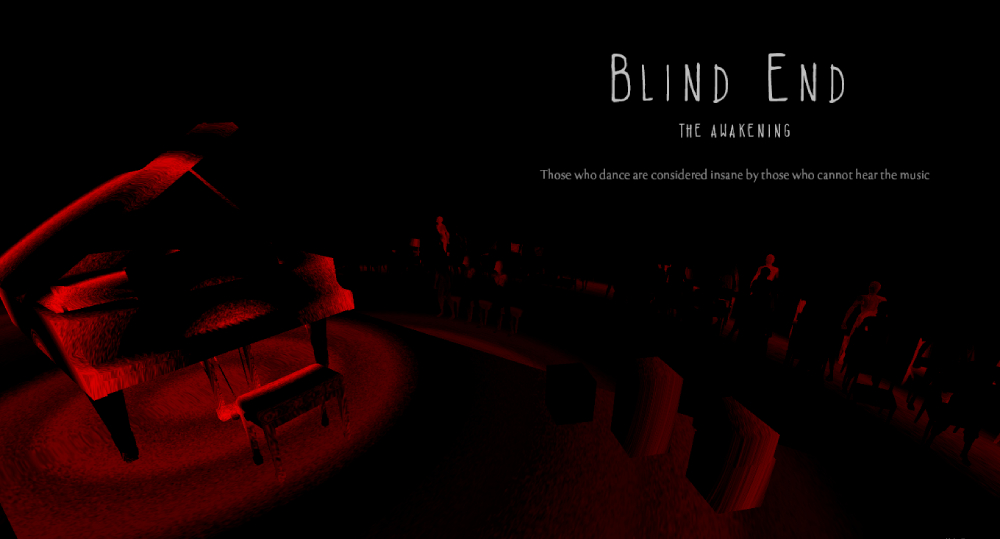 Blind End
THE AWAKENING
Those who dance are considered insane by those who cannot hear the music